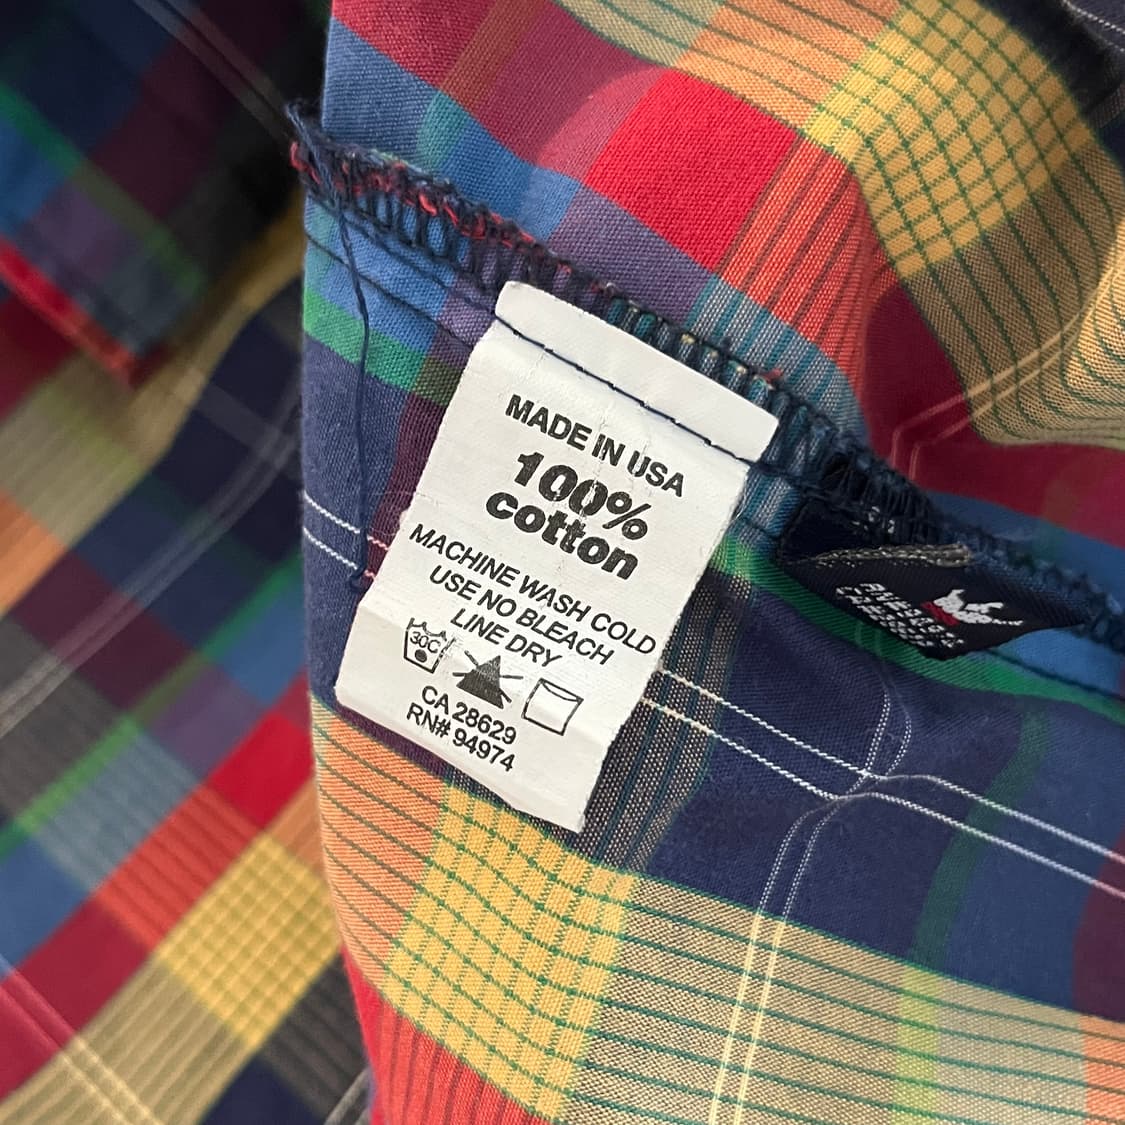 MADE IN USA
100%
cotton
MACHINE WASH COLD
USE NO BLEACH
LINE DRY
30C
CA 28629
RN# 94974